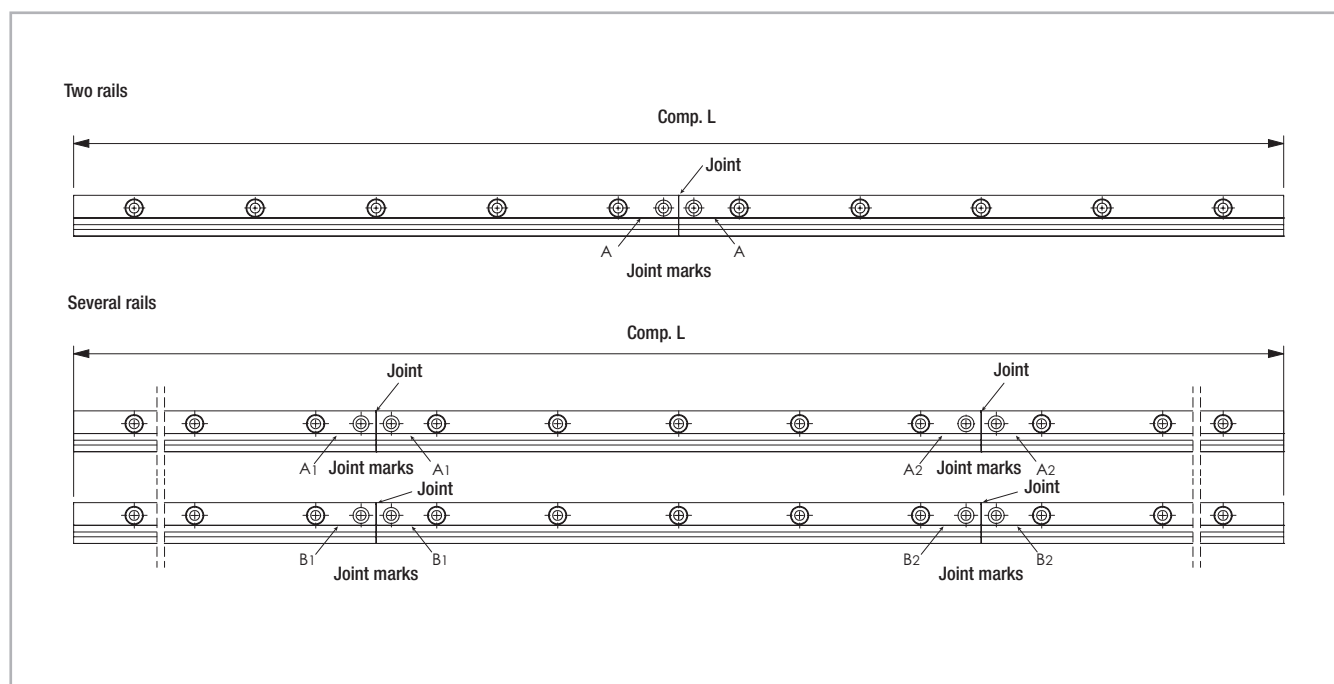 Two rails
Comp. L
Joint
A A
Joint marks
Several rails
Comp. L
Joint Joint
A1 Joint marks A1 A2 Joint marks A2
Joint Joint
B1 B1 B2 B2
Joint marks Joint marks